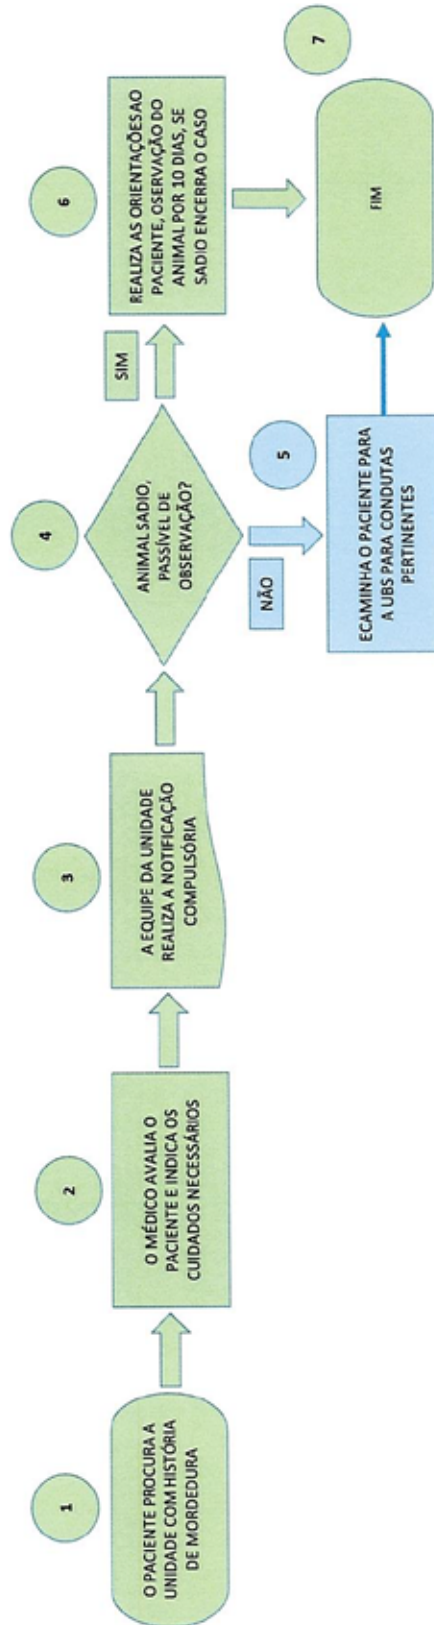 1
O PACIENTE PROCURA A
UNIDADE COM HISTÓRIA
DE MORDEDURA
2
O MÉDICO AVALIA O
PACIENTE E INDICA OS
CUIDADOS NECESSÁRIOS
3
A EQUIPE DA UNIDADE
REALIZA A NOTIFICAÇÃO
COMPULSÓRIA
4
ANIMAL SADIO,
PASSÍVEL DE
OBSERVAÇÃO?
SIM
NÃO
5
ECAMINHA O PACIENTE PARA
A UBS PARA CONDUTAS
PERTINENTES
6
REALIZA AS ORIENTAÇÕES AO
PACIENTE, OSERVAÇÃO DO
ANIMAL POR 10 DIAS, SE
SADIO ENCERRA O CASO
7
FIM